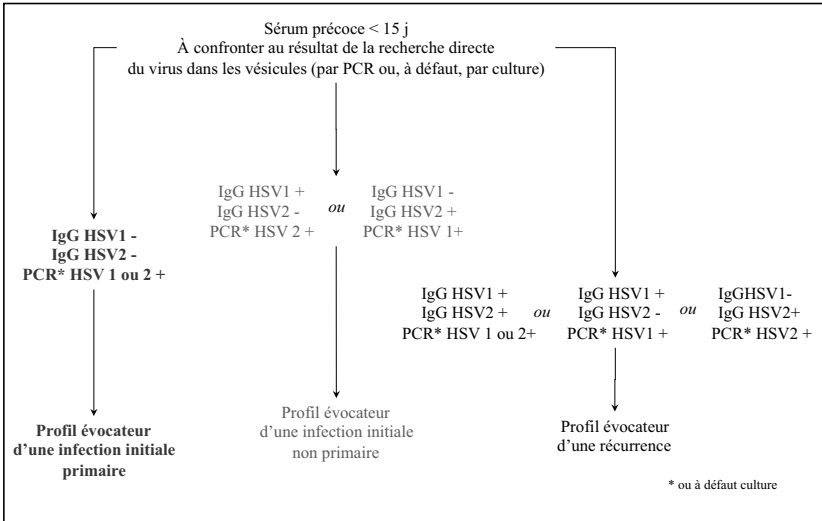 Sérum précoce < 15 j
À confronter au résultat de la recherche directe
du virus dans les vésicules (par PCR ou, à défaut, par culture)
IgG HSV1 -
IgG HSV2 -
PCR* HSV 1 ou 2 +
IgG HSV1 +
IgG HSV2 -
PCR* HSV 2 +
ou
IgG HSV1 -
IgG HSV2 +
PCR* HSV 1+
IgG HSV1 +
IgG HSV2 +
PCR* HSV 1 ou 2+
ou
IgG HSV1 +
IgG HSV2 -
PCR* HSV1 +
ou
IgGHSV1-
IgG HSV2+
PCR* HSV2 +
Profil évocateur
d'une infection initiale
primaire
Profil évocateur
d'une infection initiale
non primaire
Profil évocateur
d'une récurrence
* ou à défaut culture